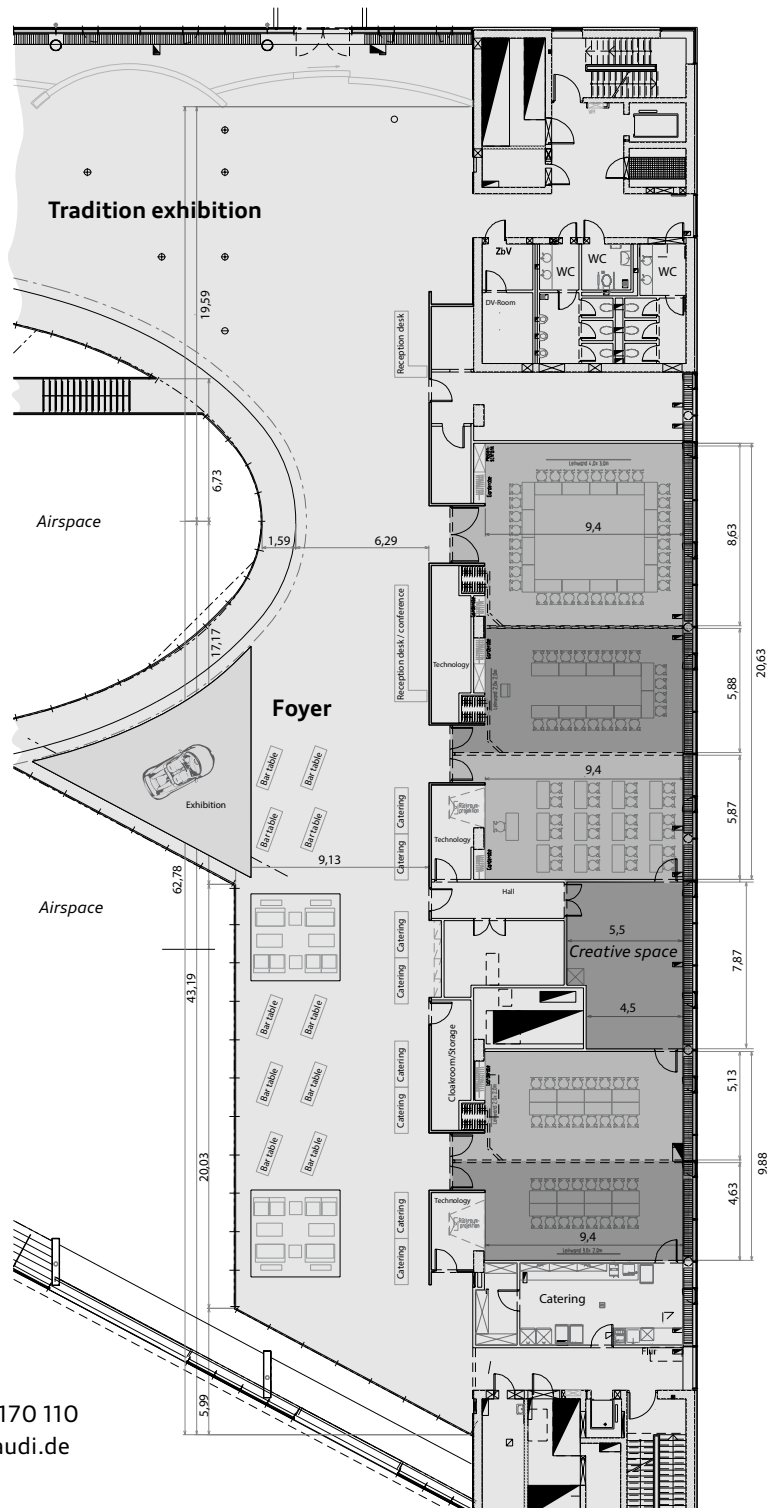 Tradition exhibition
19,59
ZbV
WC
WC
WC
DV-Room
Reception desk
6,73
Airspace
1,59
6,29
9,4
8,63
17,17
Reception desk / conference
Technology
5,88
20,63
Foyer
Bar table
Bar table
Exhibition
Bar table
Bar table
Catering
Catering
9,4
5,87
Technology
9,13
62,78
Airspace
43,19
Hall
Catering
Catering
5,5
Creative space
4,5
7,87
Bar table
Bar table
Cloakroom/Storage
Bar table
Bar table
Catering
Catering
5,13
9.88
Bar table
Bar table
20,03
4,63
Technology
Catering
Catering
9,4
Catering
Flur
5,99
170 110
udi.de